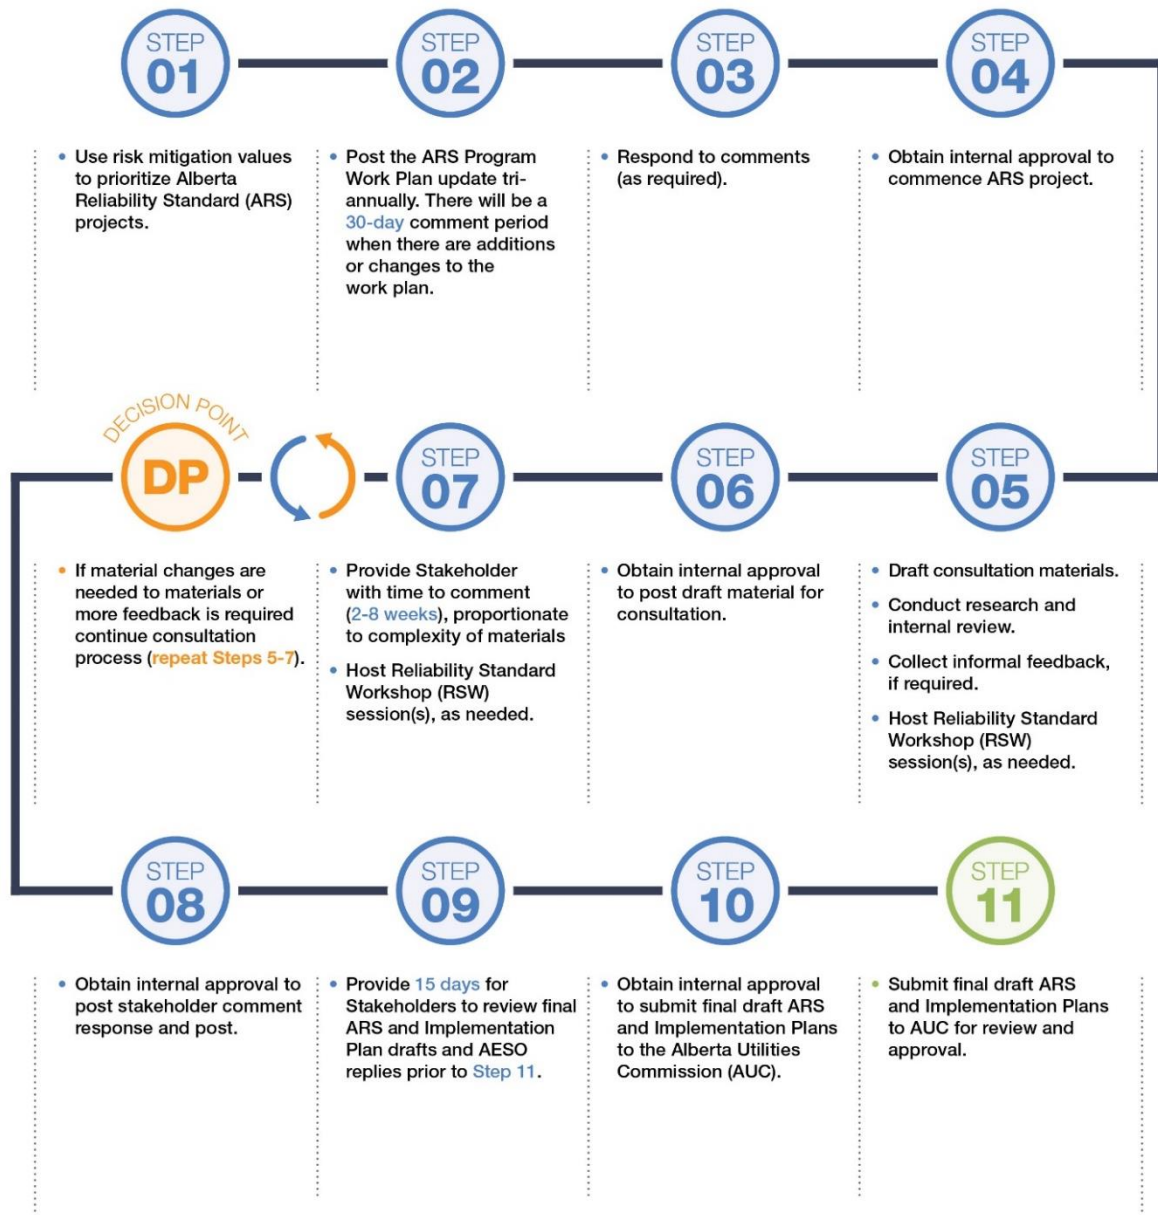 STEP
01
STEP
02
STEP
03
STEP
04
• Use risk mitigation values
to prioritize Alberta
Reliability Standard (ARS)
projects.
• Post the ARS Program
Work Plan update tri-
annually. There will be a
30-day comment period
when there are additions
or changes to the
work plan.
• Respond to comments
(as required).
• Obtain internal approval to
commence ARS project.
DECISION POINT
DP
STEP
07
STEP
06
STEP
05
• If material changes are
needed to materials or
more feedback is required
continue consultation
process (repeat Steps 5-7).
• Provide Stakeholder
with time to comment
(2-8 weeks), proportionate
to complexity of materials
• Host Reliability Standard
Workshop (RSW)
session(s), as needed.
• Obtain internal approval
to post draft material for
consultation.
• Draft consultation materials.
• Conduct research and
internal review.
• Collect informal feedback,
if required.
• Host Reliability Standard
Workshop (RSW)
session(s), as needed.
STEP
08
STEP
09
STEP
10
STEP
11
• Obtain internal approval to
post stakeholder comment
response and post.
• Provide 15 days for
Stakeholders to review final
ARS and Implementation
Plan drafts and AESO
replies prior to Step 11.
• Obtain internal approval
to submit final draft ARS
and Implementation Plans
to the Alberta Utilities
Commission (AUC).
• Submit final draft ARS
and Implementation Plans
to AUC for review and
approval.